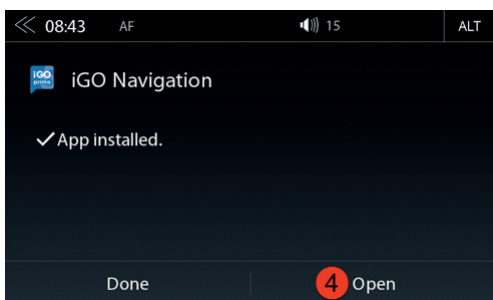 08:43 AF 15 ALT
iGO primo
iGO Navigation
✓App installed.
Done 4 Open